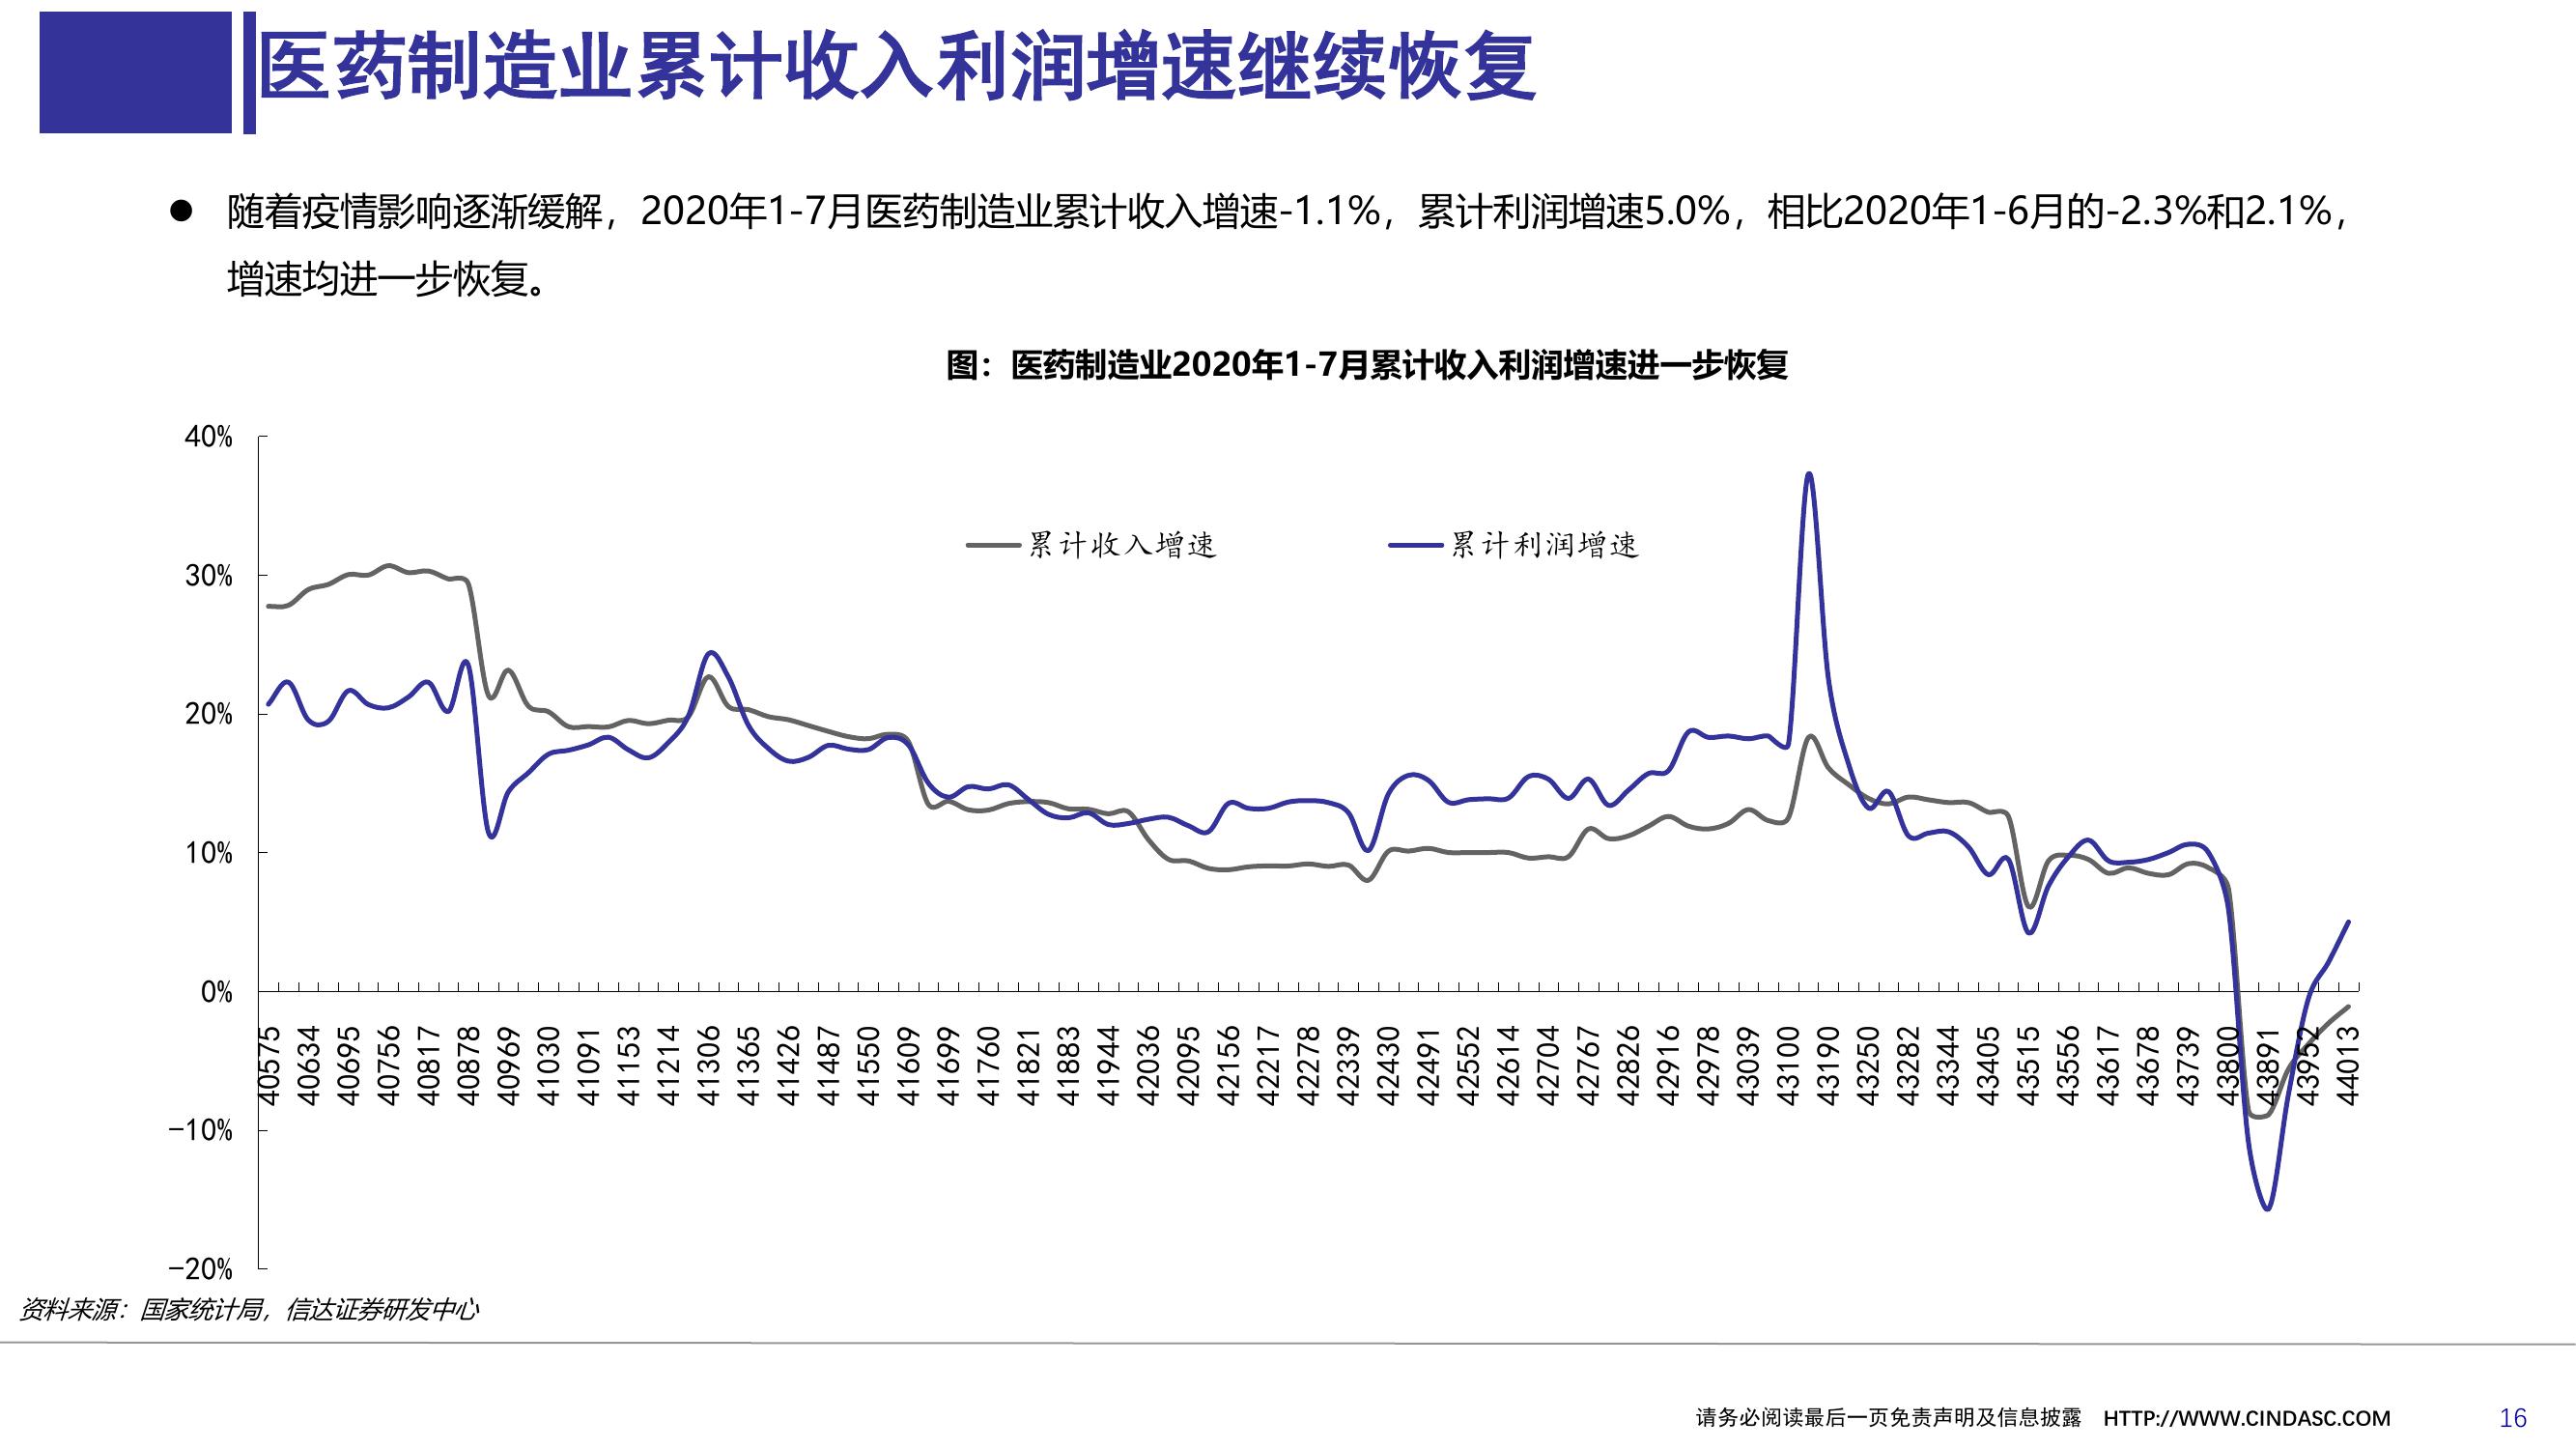 医药制造业累计收入利润增速继续恢复
● 随着疫情影响逐渐缓解，2020年1-7月医药制造业累计收入增速-1.1%，累计利润增速5.0%，相比2020年1-6月的-2.3%和2.1%，
增速均进一步恢复。
图：医药制造业2020年1-7月累计收入利润增速进一步恢复
40%
30%
20%
10%
0%
-10%
-20%
累计收入增速 累计利润增速
40575 40634 40695 40756 40817 40878 40969 41030 41091 41153 41214 41306 41365 41426 41487 41550 41609 41699 41760 41821 41883 41944 42036 42095 42156 42217 42278 42339 42430 42491 42552 42614 42704 42767 42826 42916 42978 43039 43100 43190 43250 43282 43344 43405 43515 43556 43617 43678 43739 43800 43891 43952 44013
资料来源：国家统计局，信达证券研发中心
请务必阅读最后一页免责声明及信息披露 HTTP://WWW.CINDASC.COM 16